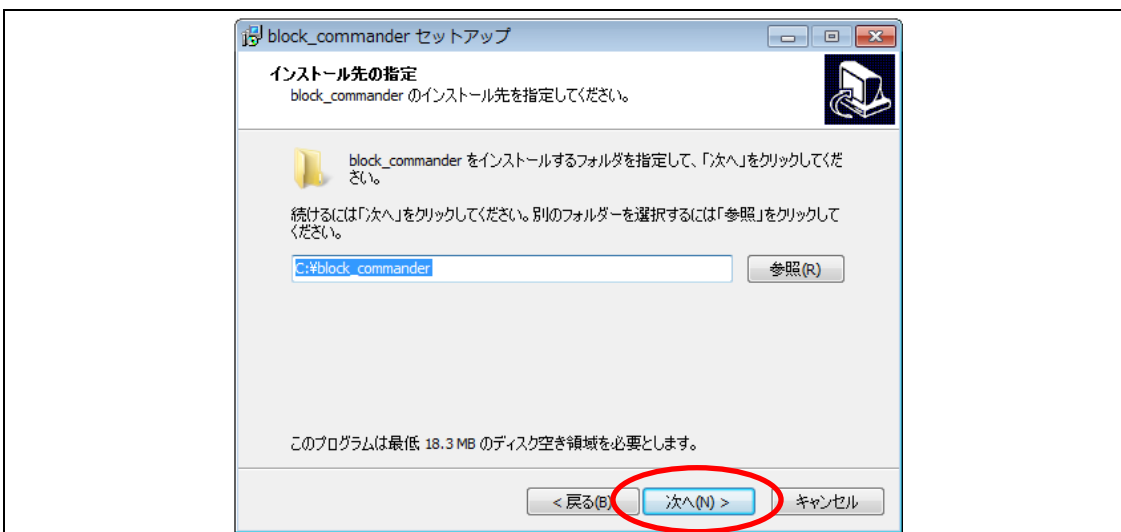 block_commander セットアップ
インストール先の指定
block_commander のインストール先を指定してください。
block_commander をインストールするフォルダを指定して、「次へ」をクリックしてくだ
さい。
続けるには「次へ」をクリックしてください。別のフォルダーを選択するには「参照」をクリックして
ください。
C:¥block_commander
参照(R)
このプログラムは最低 18.3 MB のディスク空き領域を必要とします。
< 戻る(B)
次へ(N) >
キャンセル